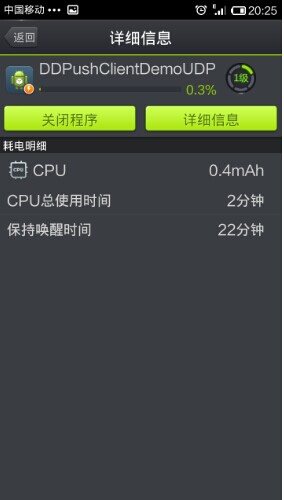 中国移动 ••• 20:25
返回 详细信息
DDPushClientDemoUDP
0.3% 1级
关闭程序 详细信息
耗电明细
CPU CPU 0.4mAh
CPU总使用时间 2分钟
保持唤醒时间 22分钟